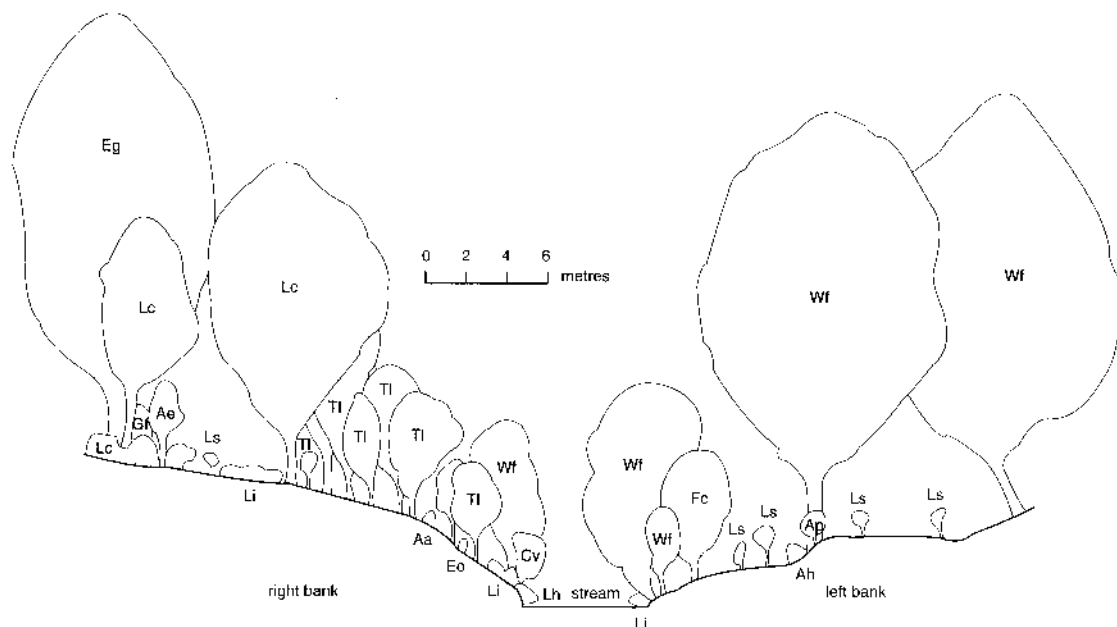 Eg
Lc
Gf
Ae
Lc
Ls
Li
Lc
0 2 4 6
metres
Tl
Tl
Tl
Tl
Tl
Tl
Wf
Aa
Eo
Li
Cv
Lh
stream
Li
Wf
Wf
Fc
Ls
Ls
Ah
Ap
Ls
Ls
Wf
Wf
right bank
left bank